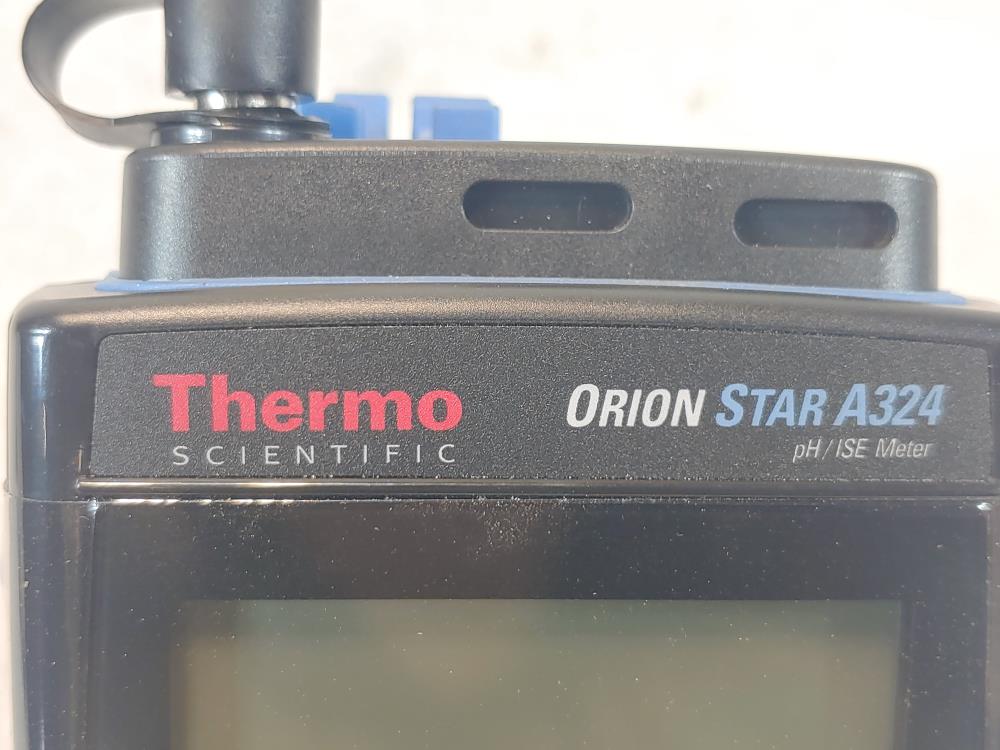 Thermo
SCIENTIFIC
ORION STAR A324
pH / ISE Meter